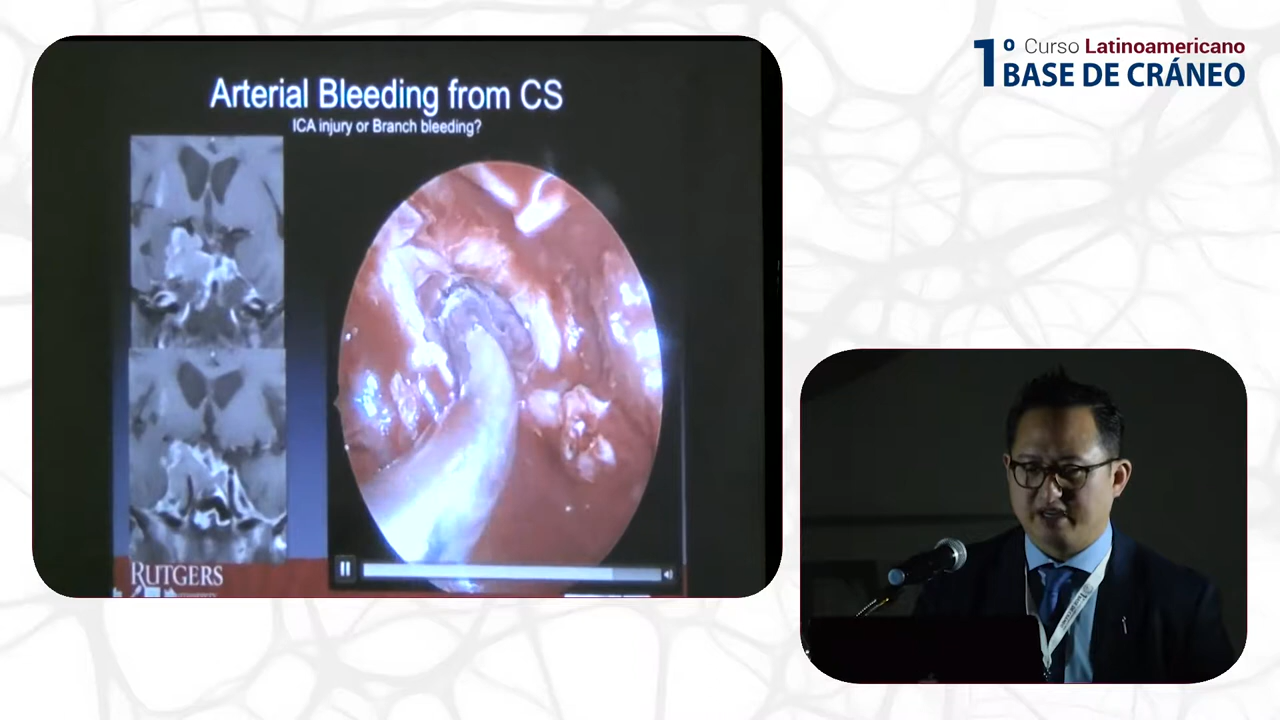 1º Curso Latinoamericano
BASE DE CRÁNEO
Arterial Bleeding from CS
ICA injury or Branch bleeding?
RUTGERS